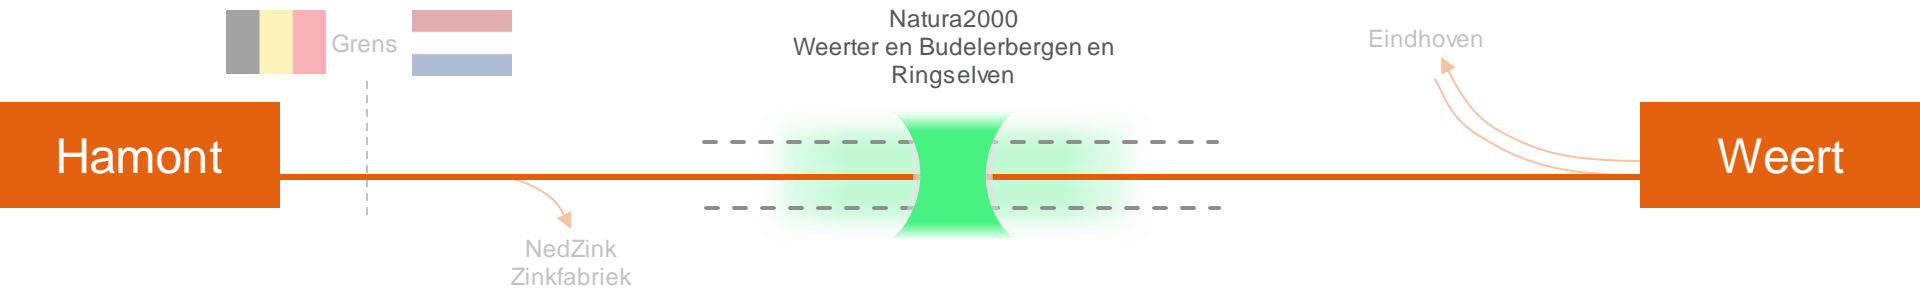 Grens
Natura2000
Weerter en Budelerbergen en
Ringselven
Eindhoven
Hamont
Weert
NedZink
Zinkfabriek